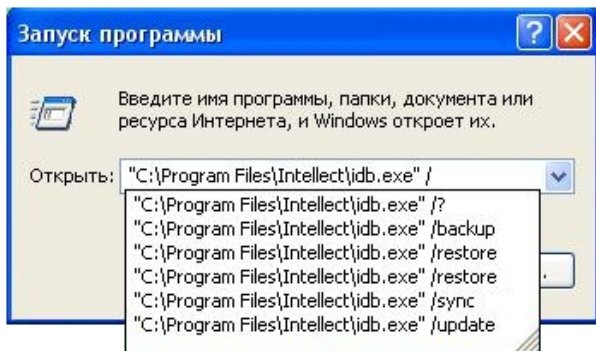 Запуск программы
Введите имя программы, папки, документа или
ресурса Интернета, и Windows откроет их.
Открыть: "C:\Program Files\Intellect\idb.exe" /
"C:\Program Files\Intellect\idb.exe" /?
"C:\Program Files\Intellect\idb.exe" /backup
"C:\Program Files\Intellect\idb.exe" /restore
"C:\Program Files\Intellect\idb.exe" /restore
"C:\Program Files\Intellect\idb.exe" /sync
"C:\Program Files\Intellect\idb.exe" /update